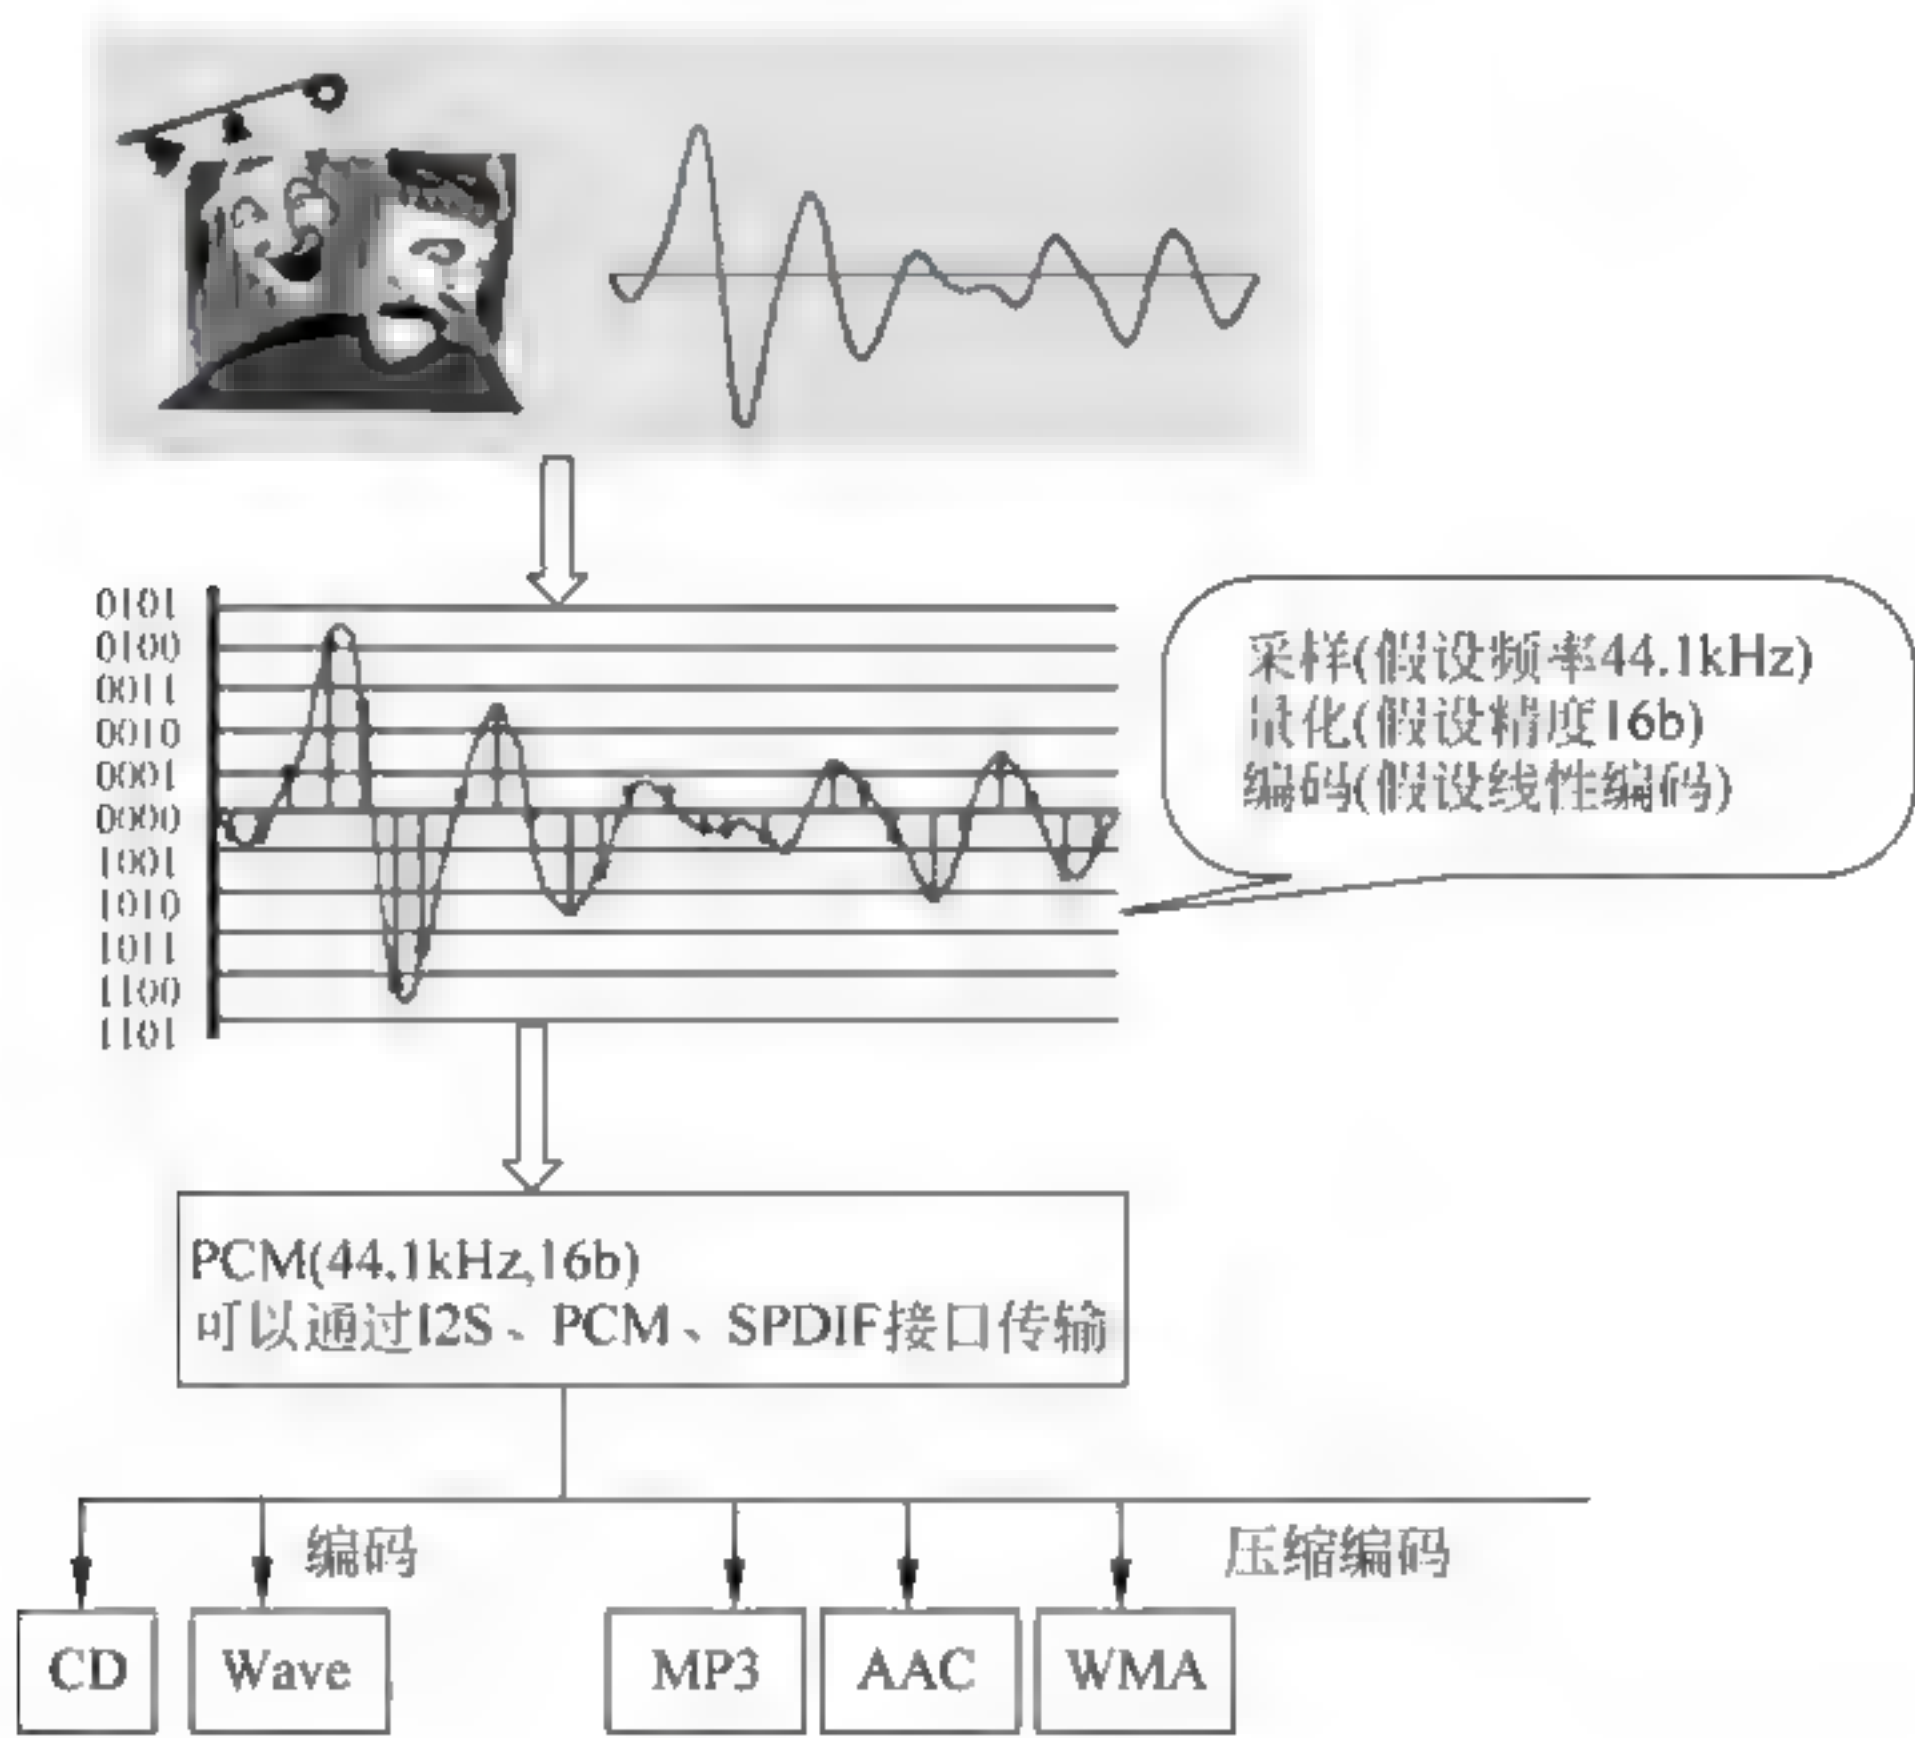 0101
0100
0011
0010
0001
0000
1001
1010
1011
1100
1101
采样(假设频率44.1kHz)
量化(假设精度16b)
编码(假设线性编码)
PCM(44.1kHz,16b)
可以通过I2S、PCM、SPDIF接口传输
编码
压缩编码
CD
Wave
MP3
AAC
WMA